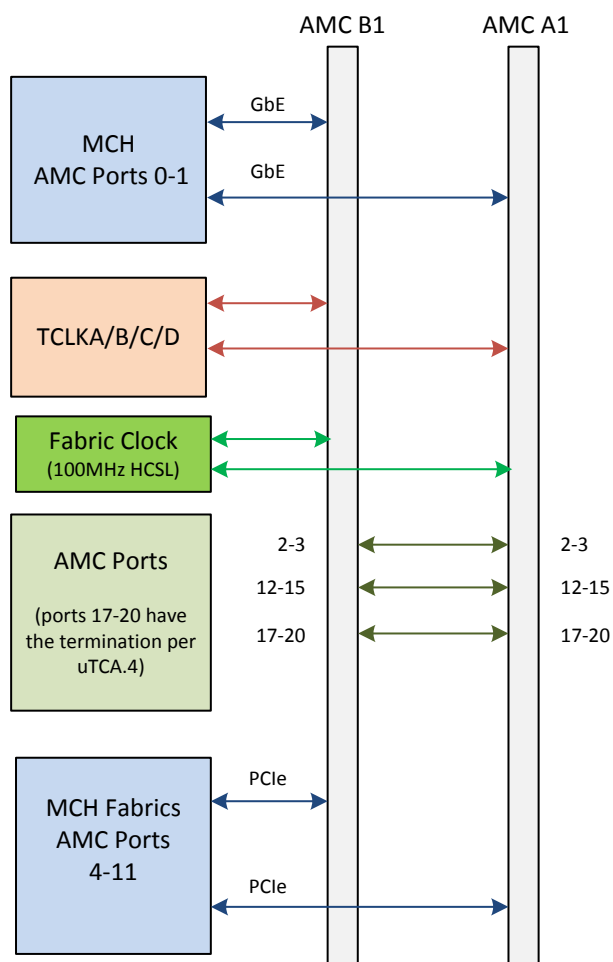 AMC B1
AMC A1
MCH
AMC Ports 0-1
GbE
GbE
TCLKA/B/C/D
Fabric Clock
(100MHz HCSL)
AMC Ports
(ports 17-20 have
the termination per
uTCA.4)
2-3
2-3
12-15
12-15
17-20
17-20
MCH Fabrics
AMC Ports
4-11
PCIe
PCIe